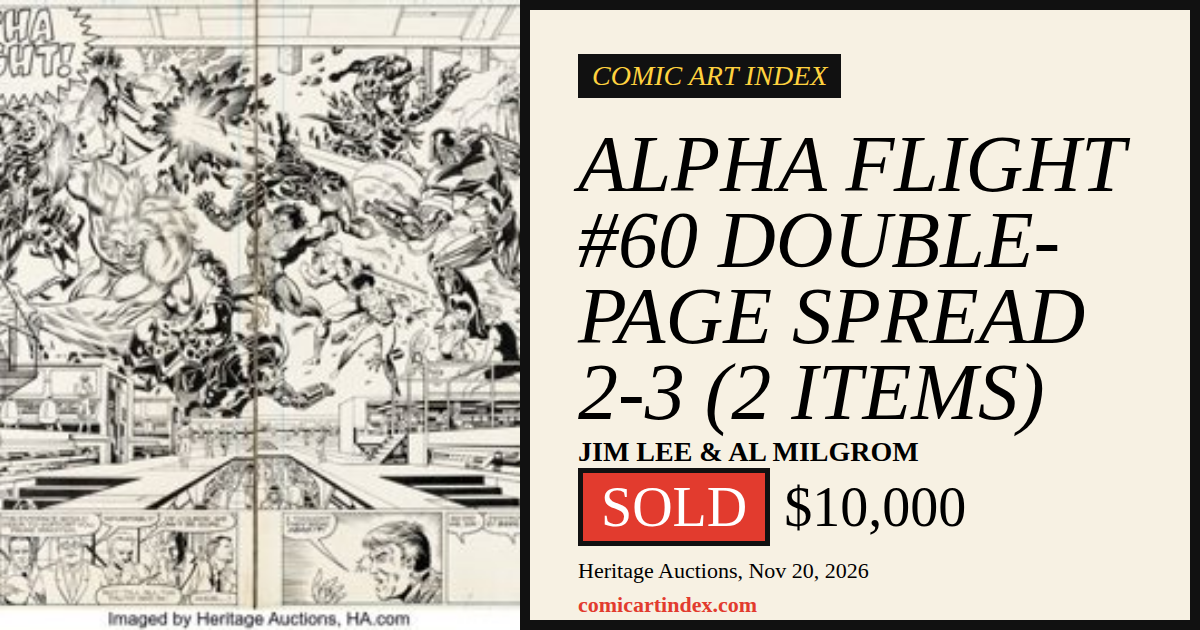 HA
GHT!
Imaged by Heritage Auctions, HA.com
COMIC ART INDEX
ALPHA FLIGHT
#60 DOUBLE-
PAGE SPREAD
2-3 (2 ITEMS)
JIM LEE & AL MILGROM
SOLD $10,000
Heritage Auctions, Nov 20, 2026
comicartindex.com